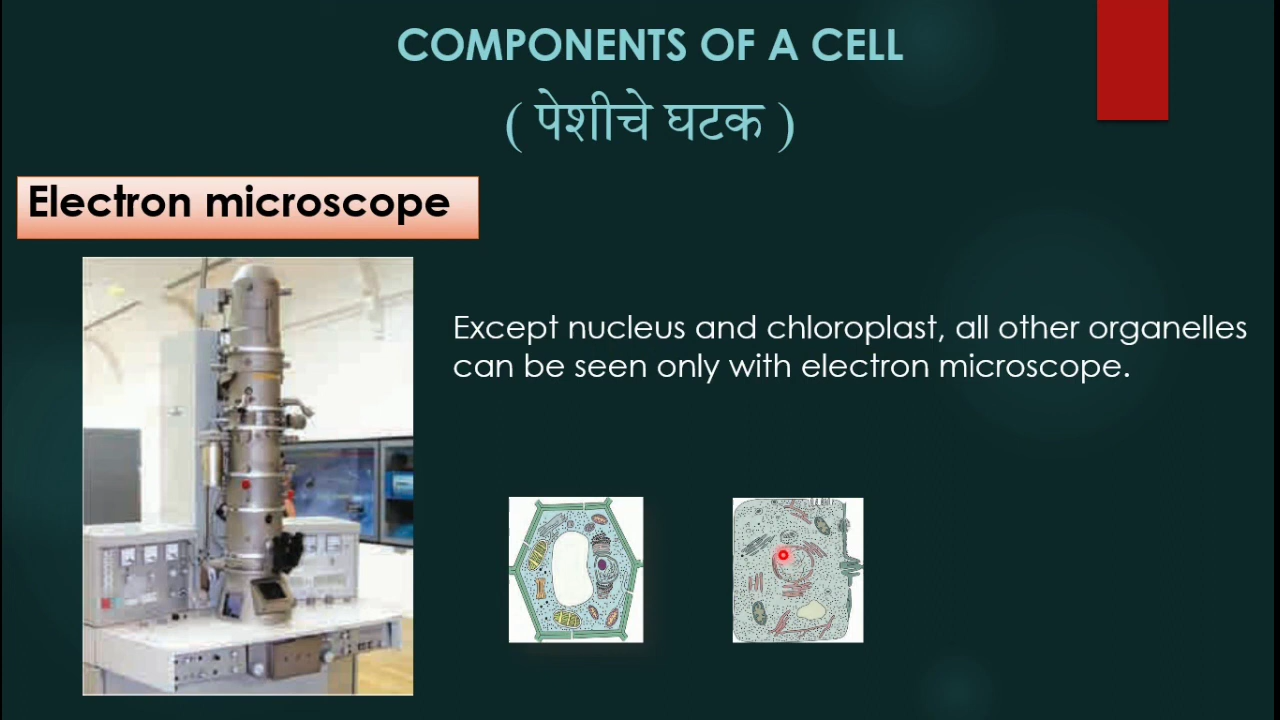 COMPONENTS OF A CELL
( पेशीचे घटक )
Electron microscope
Except nucleus and chloroplast, all other organelles
can be seen only with electron microscope.